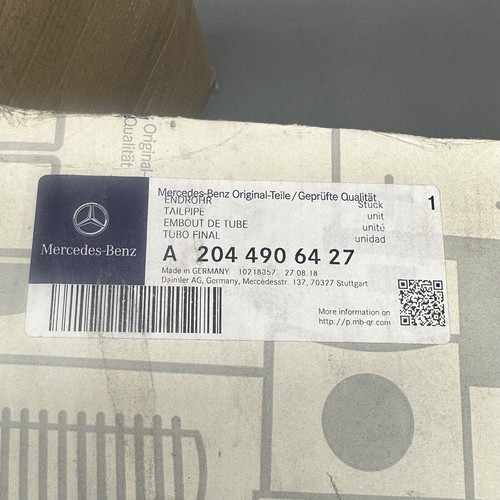 Original-
Qualität
Mercedes-Benz Original-Teile/Geprüfte Qualität
ENDROHR
TAILPIPE
EMBOUT DE TUBE
TUBO FINAL
Stück
unit
unité
unidad
1
Mercedes-Benz
A 204 490 64 27
Made in GERMANY 10218357 27.08.18
Daimler AG, Germany, Mercedesstr. 137, 70327 Stuttgart
More information on
http://p.mb-qr.com